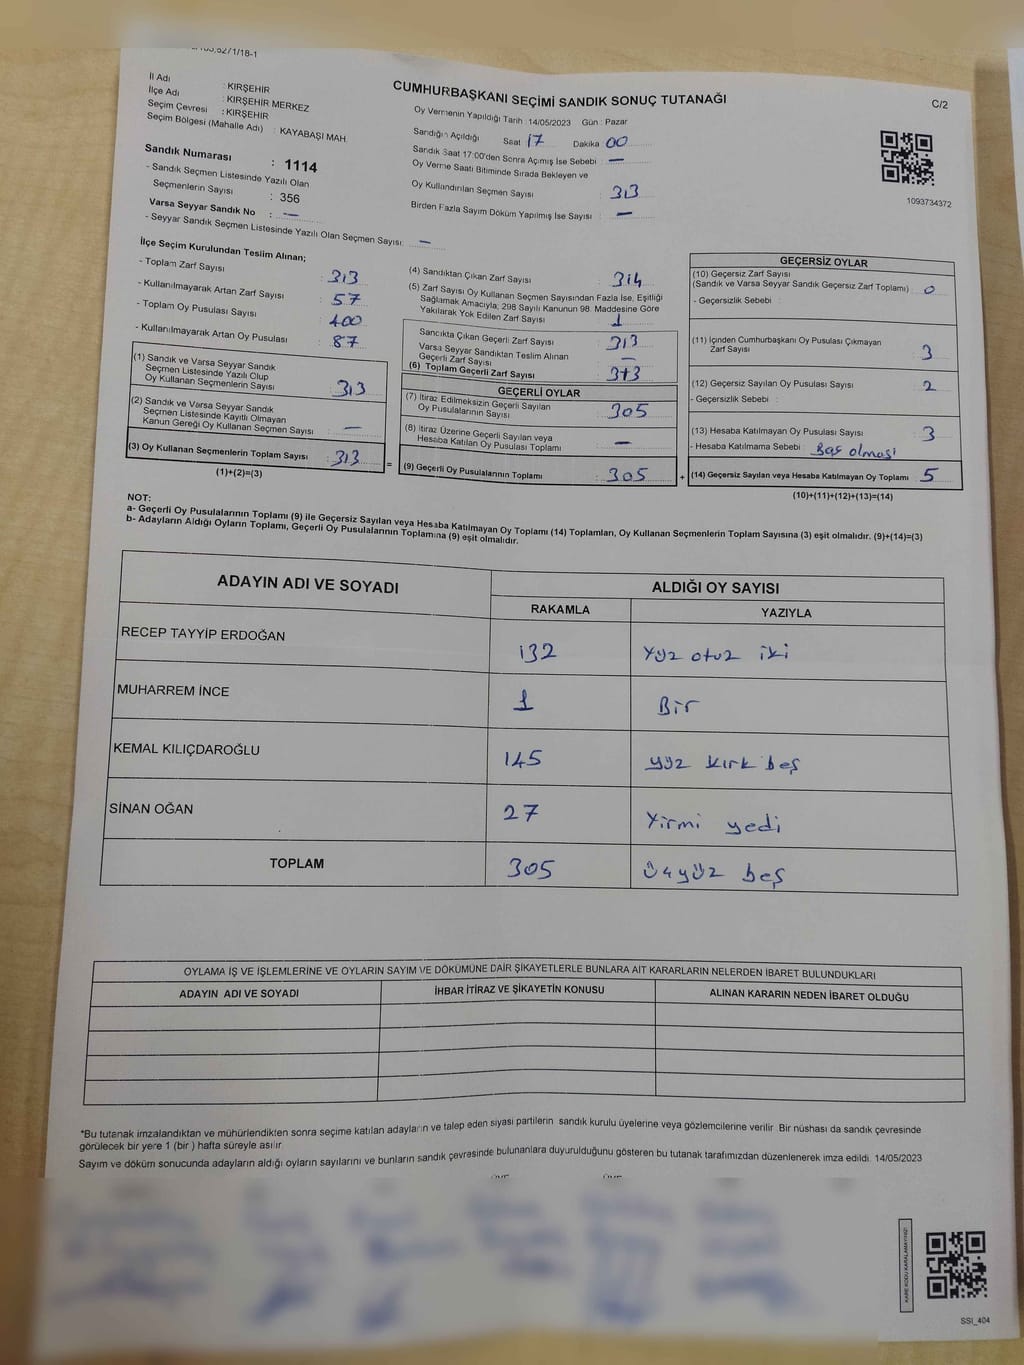 İl Adı : KIRŞEHİR
İlçe Adı : KIRŞEHİR MERKEZ
Seçim Çevresi : KIRŞEHİR
Seçim Bölgesi (Mahalle Adı) : KAYABAŞI MAH.
Sandık Numarası : 1114
- Sandık Seçmen Listesinde Yazılı Olan
Seçmenlerin Sayısı : 356
Varsa Seyyar Sandık No : —
- Seyyar Sandık Seçmen Listesinde Yazılı Olan Seçmen Sayısı: —
CUMHURBAŞKANI SEÇİMİ SANDIK SONUÇ TUTANAĞI
Oy Vermenin Yapıldığı Tarih : 14/05/2023 Gün : Pazar
Sandığın Açıldığı Saat 17 Dakika 00
Sandık Saat 17:00'den Sonra Açımış İse Sebebi : —
Oy Verme Saati Bitiminde Sırada Bekleyen ve
Oy Kullandırılan Seçmen Sayısı : 313
Birden Fazla Sayım Döküm Yapılmış İse Sayısı : —
C/2
1093734372
İlçe Seçim Kurulundan Teslim Alınan;
- Toplam Zarf Sayısı : 313
- Kullanılmayarak Artan Zarf Sayısı : 57
- Toplam Oy Pusulası Sayısı : 400
- Kullanılmayarak Artan Oy Pusulası : 87
(1) Sandık ve Varsa Seyyar Sandık
Seçmen Listesinde Yazılı Olup
Oy Kullanan Seçmenlerin Sayısı : 313
(2) Sandık ve Varsa Seyyar Sandık
Seçmen Listesinde Kayıtlı Olmayan
Kanun Gereği Oy Kullanan Seçmen Sayısı : —
(3) Oy Kullanan Seçmenlerin Toplam Sayısı : 313
(1)+(2)=(3)
(4) Sandıktan Çıkan Zarf Sayısı : 314
(5) Zarf Sayısı Oy Kullanan Seçmen Sayısından Fazla İse, Eşitliği
Sağlamak Amacıyla, 298 Sayılı Kanunun 98. Maddesine Göre
Yakılarak Yok Edilen Zarf Sayısı : 1
Sandıkta Çıkan Geçerli Zarf Sayısı : 313
Varsa Seyyar Sandıktan Teslim Alınan
Geçerli Zarf Sayısı : —
(6) Toplam Geçerli Zarf Sayısı : 313
GEÇERLİ OYLAR
(7) İtiraz Edilmeksizin Geçerli Sayılan
Oy Pusulalarının Sayısı : 305
(8) İtiraz Üzerine Geçerli Sayılan veya
Hesaba Katılan Oy Pusulası Toplamı : —
(9) Geçerli Oy Pusulalarının Toplamı : 305
=
+
GEÇERSİZ OYLAR
(10) Geçersiz Zarf Sayısı
(Sandık ve Varsa Seyyar Sandık Geçersiz Zarf Toplamı) : 0
- Geçersizlik Sebebi :
(11) İçinden Cumhurbaşkanı Oy Pusulası Çıkmayan
Zarf Sayısı : 3
(12) Geçersiz Sayılan Oy Pusulası Sayısı : 2
- Geçersizlik Sebebi :
(13) Hesaba Katılmayan Oy Pusulası Sayısı : 3
- Hesaba Katılmama Sebebi : Boş olması
(14) Geçersiz Sayılan veya Hesaba Katılmayan Oy Toplamı : 5
(10)+(11)+(12)+(13)=(14)
NOT:
a- Geçerli Oy Pusulalarının Toplamı (9) ile Geçersiz Sayılan veya Hesaba Katılmayan Oy Toplamı (14) Toplamları, Oy Kullanan Seçmenlerin Toplam Sayısına (3) eşit olmalıdır. (9)+(14)=(3)
b- Adayların Aldığı Oyların Toplamı, Geçerli Oy Pusulalarının Toplamına (9) eşit olmalıdır.
ADAYIN ADI VE SOYADI ALDIĞI OY SAYISI
RAKAMLA YAZIYLA
RECEP TAYYİP ERDOĞAN 132 Yüz otuz iki
MUHARREM İNCE 1 Bir
KEMAL KILIÇDAROĞLU 145 yüz kırk beş
SİNAN OĞAN 27 Yirmi yedi
TOPLAM 305 üçyüz beş
OYLAMA İŞ VE İŞLEMLERİNE VE OYLARIN SAYIM VE DÖKÜMÜNE DAİR ŞİKAYETLERLE BUNLARA AİT KARARLARIN NELERDEN İBARET BULUNDUKLARI
ADAYIN ADI VE SOYADI İHBAR İTİRAZ VE ŞİKAYETİN KONUSU ALINAN KARARIN NEDEN İBARET OLDUĞU
*Bu tutanak imzalandıktan ve mühürlendikten sonra seçime katılan adayların ve talep eden siyasi partilerin sandık kurulu üyelerine veya gözlemcilerine verilir. Bir nüshası da sandık çevresinde
görülecek bir yere 1 (bir ) hafta süreyle asılır.
Sayım ve döküm sonucunda adayların aldığı oyların sayılarını ve bunların sandık çevresinde bulunanlara duyurulduğunu gösteren bu tutanak tarafımızdan düzenlenerek imza edildi. 14/05/2023
KARE KODU KARALAMAYINIZ!
SSI_404